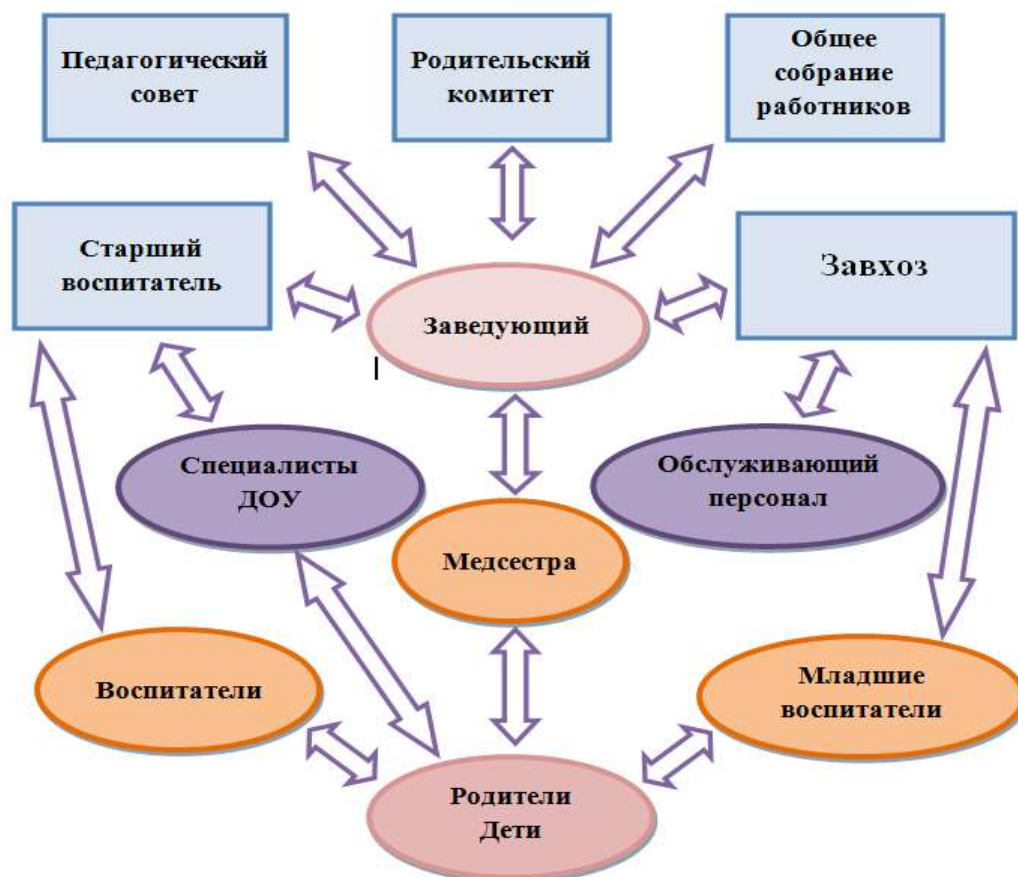 Педагогический
совет
Родительский
комитет
Общее
собрание
работников
Старший
воспитатель
Заведующий
Завхоз
Специалисты
ДОУ
Обслуживающий
персонал
Медсестра
Воспитатели
Младшие
воспитатели
Родители
Дети